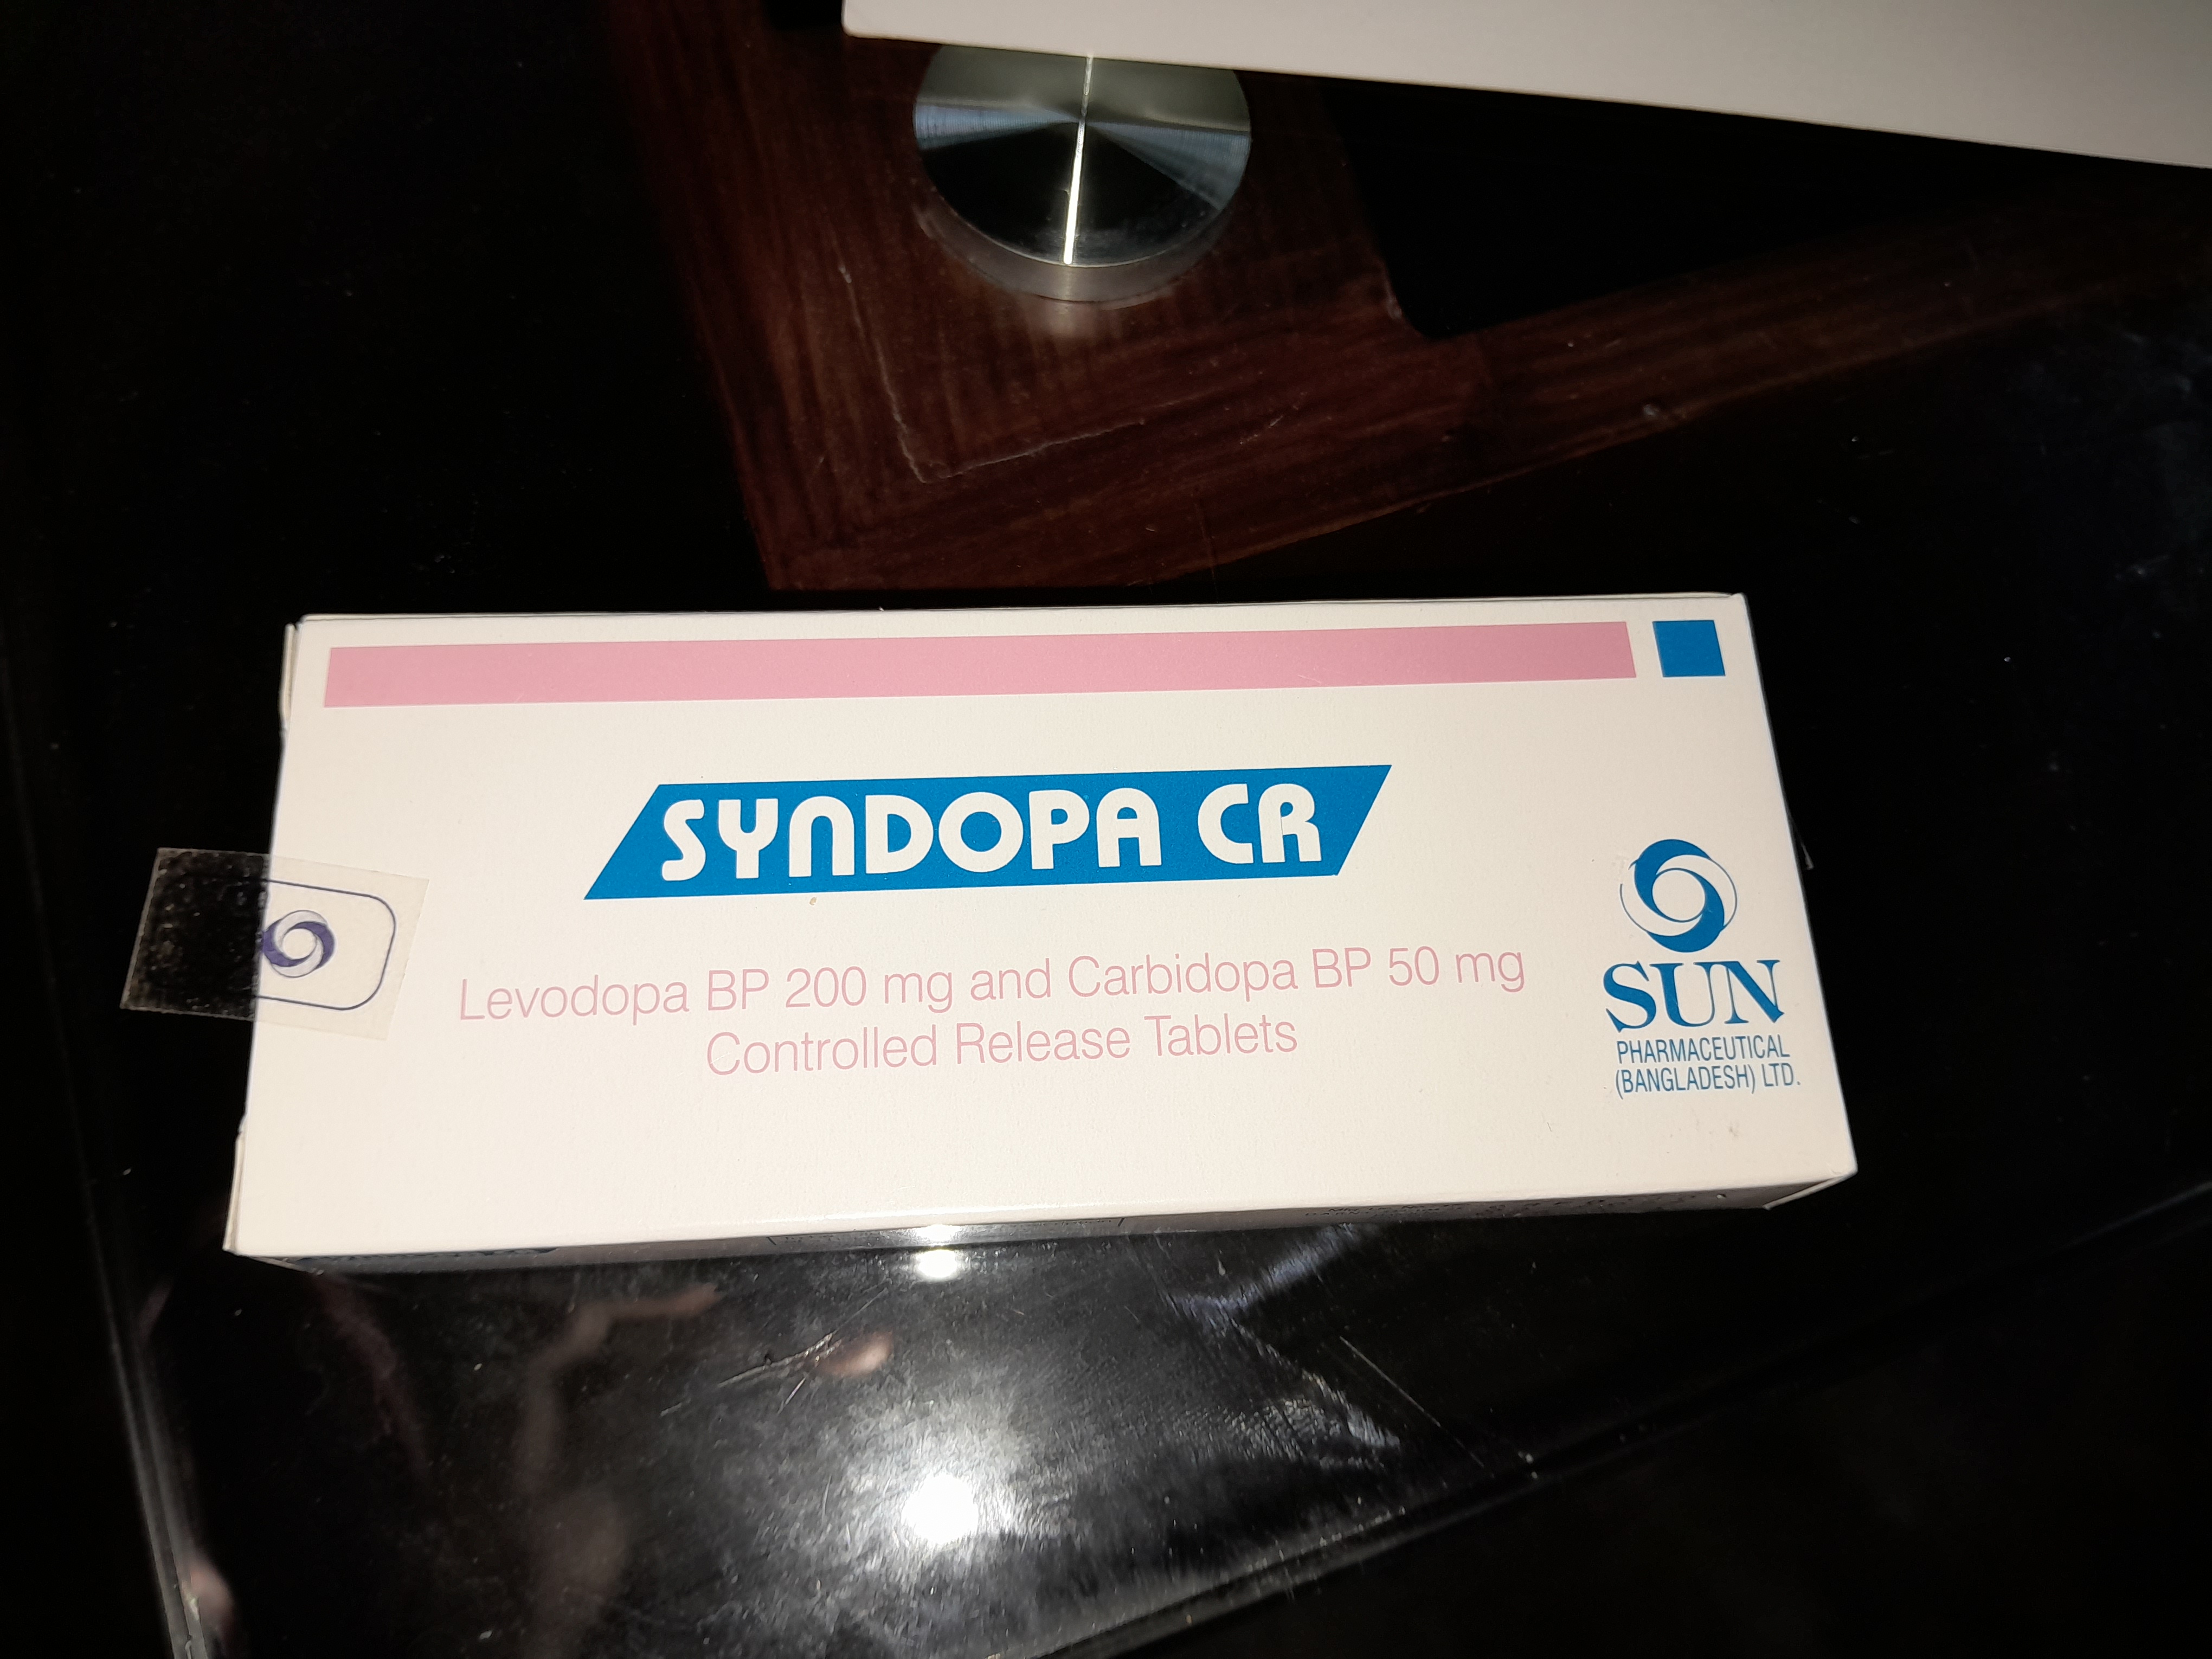 SYNDOPA CR
Levodopa BP 200 mg and Carbidopa BP 50 mg
Controlled Release Tablets
SUN
PHARMACEUTICAL
(BANGLADESH) LTD.